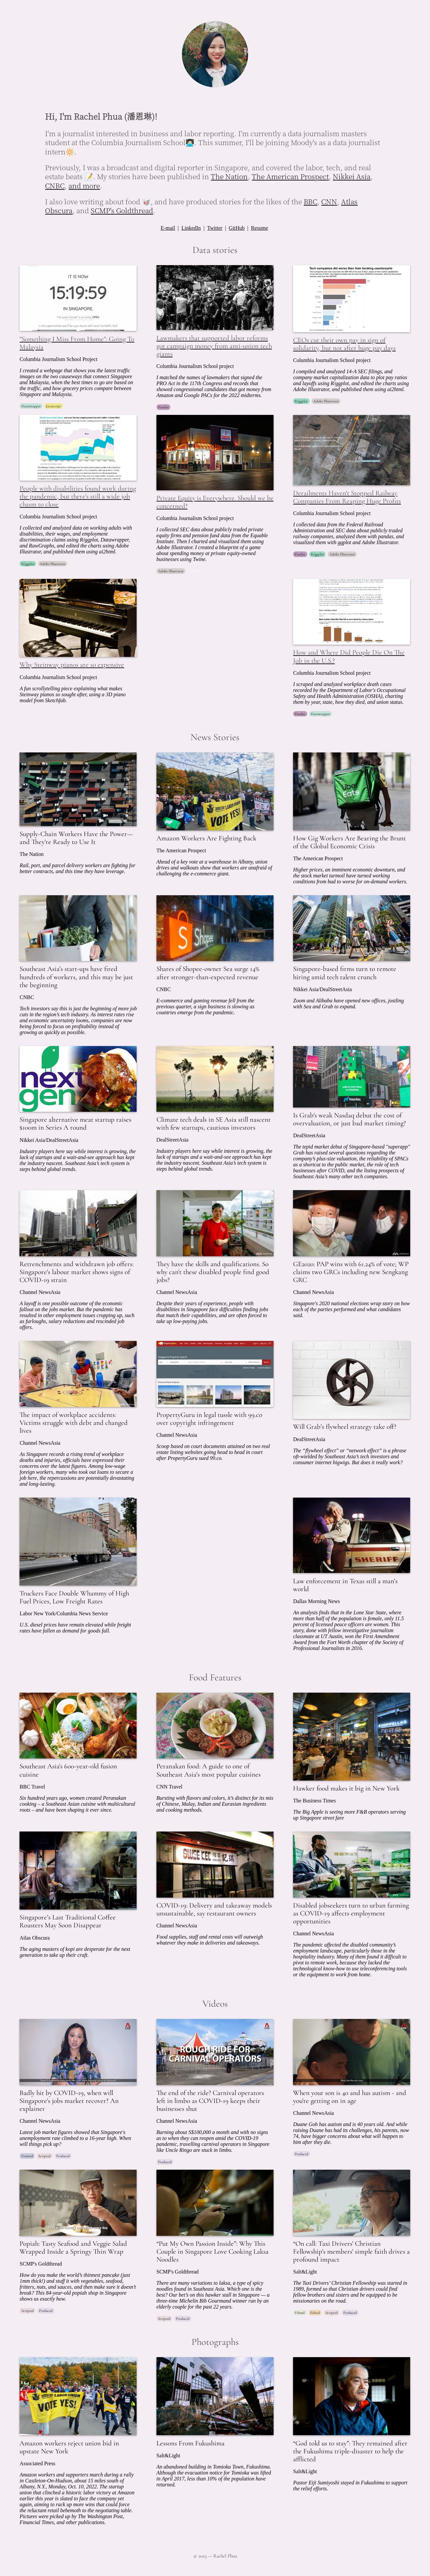 Hi, I'm Rachel Phua (潘恩琳)!
I'm a journalist interested in business and labor reporting. I'm currently a data journalism masters
student at the Columbia Journalism School👩🏻‍💻. This summer, I'll be joining Moody's as a data journalist
intern🔆.
Previously, I was a broadcast and digital reporter in Singapore, and covered the labor, tech, and real
estate beats 📝. My stories have been published in The Nation, The American Prospect, Nikkei Asia,
CNBC, and more.
I also love writing about food 🥡, and have produced stories for the likes of the BBC, CNN, Atlas
Obscura, and SCMP's Goldthread.
E-mail | LinkedIn | Twitter | GitHub | Resume
Data stories
IT IS NOW
15:19:59
IN SINGAPORE.
"Something I Miss From Home": Going To
Malaysia
Columbia Journalism School Project
I created a webpage that shows you the latest traffic
images on the two causeways that connect Singapore
and Malaysia, when the best time to go are based on
the traffic, and how grocery prices compare between
Singapore and Malaysia.
Lawmakers that supported labor reforms
got campaign money from anti-union tech
giants
Columbia Journalism School project
I matched the names of lawmakers that signed the
PRO Act in the 117th Congress and records that
showed congressional candidates that got money from
Amazon and Google PACs for the 2022 midterms.
CEOs cut their own pay in sign of
solidarity, but not after huge pay days
Columbia Journalism School project
I compiled and analyzed 14-A SEC filings, and
company market capitalization data to find pay ratios
and layoffs using R/ggplot, and edited the charts using
Adobe Illustrator, and published them using ai2html.
People with disabilities found work during
the pandemic, but there's still a wide job
chasm to close
Columbia Journalism School project
I collected and analyzed data on working adults with
disabilities, their wages, and employment
discrimination claims using R/ggplot, Datawrapper,
and RawGraphs. I edited the charts using Adobe
Illustrator, and published them using ai2html.
Private Equity is Everywhere. Should we be
concerned?
Columbia Journalism School project
I collected SEC data about publicly traded private
equity firms and pension fund data from the Equable
Institute. Then I charted and visualized them using
Adobe Illustrator. I created a blueprint of a game
about spending money at private equity-owned
businesses using Twine.
Derailments Haven't Stopped Railway
Companies From Reaping Huge Profits
Columbia Journalism School project
I collected data from the Federal Railroad
Administration and SEC data about publicly traded
railway companies, analyzed them with pandas, and
visualized them with ggplot and Adobe Illustrator.
Why Steinway pianos are so expensive
Columbia Journalism School project
A fun scrollytelling piece explaining what makes
Steinway pianos so sought after, using a 3D piano
model from Sketchfab.
How and Where Did People Die On The
Job in the U.S.?
Columbia Journalism School project
I scraped and analyzed workplace death cases
recorded by the Department of Labor's Occupational
Safety and Health Administration (OSHA), charting
them by year, state, how they died, and union status.
News Stories
Supply-Chain Workers Have the Power—
and They're Ready to Use It
The Nation
Rail, port, and parcel delivery workers are fighting for
better contracts, and this time they have leverage.
VOTE YES!
Amazon Workers Are Fighting Back
The American Prospect
Ahead of a key vote at a warehouse in Albany, union
drives and walkouts show that workers are unafraid of
challenging the e-commerce giant.
Eats
How Gig Workers Are Bearing the Brunt
of the Global Economic Crisis
The American Prospect
Higher prices, an imminent economic downturn, and
the stock market turmoil have turned working
conditions from bad to worse for on-demand workers.
Southeast Asia's start-ups have fired
hundreds of workers, and this may be just
the beginning
CNBC
Tech investors say this is just the beginning of more job
cuts in the region's tech industry. As interest rates rise
and economic uncertainty looms, companies are now
being forced to focus on profitability instead of
growing as quickly as possible.
Shares of Shopee-owner Sea surge 14%
after stronger-than-expected revenue
CNBC
E-commerce and gaming revenue fell from the
previous quarter, a sign business is slowing as
countries emerge from the pandemic.
Singapore-based firms turn to remote
hiring amid tech talent crunch
Nikkei Asia/DealStreetAsia
Zoom and Alibaba have opened new offices, jostling
with Sea and Grab to expand.
next
gen
Singapore alternative meat startup raises
$100m in Series A round
Nikkei Asia/DealStreetAsia
Industry players here say while interest is growing, the
lack of startups and a wait-and-see approach has kept
the industry nascent. Southeast Asia's tech system is
steps behind global trends.
Climate tech deals in SE Asia still nascent
with few startups, cautious investors
DealStreetAsia
Industry players here say while interest is growing, the
lack of startups and a wait-and-see approach has kept
the industry nascent. Southeast Asia's tech system is
steps behind global trends.
Is Grab's weak Nasdaq debut the cost of
overvaluation, or just bad market timing?
DealStreetAsia
The tepid market debut of Singapore-based "superapp"
Grab has raised several questions regarding the
company's pluses valuation, the reliability of SPACs
as a shortcut to the public market, the role of tech
businesses after COVID, and the listing prospects of
Southeast Asia's many other tech companies.
Retrenchments and withdrawn job offers:
Singapore's labour market shows signs of
COVID-19 strain
Channel NewsAsia
A layoff is one possible outcome of the economic
fallout on the job market. But the pandemic has
resulted in other employment issues cropping up, such
as furloughs, salary reductions and rescinded job
offers.
They have the skills and qualifications. So
why can't these disabled people find good
jobs?
Channel NewsAsia
Despite their years of experience, people with
disabilities in Singapore face difficulties finding jobs
that match their capabilities, and are often forced to
take up low-paying jobs.
GE2020: PAP wins with 61.24% of vote; WP
claims two GRCs including new Sengkang
GRC
Channel NewsAsia
Singapore's 2020 national elections wrap story on how
each of the parties performed and what candidates
said.
The impact of workplace accidents:
Victims struggle with debt and changed
lives
Channel NewsAsia
As Singapore records a rising trend of workplace
deaths and injuries, officials have expressed their
concerns over the latest figures. Among low-wage
foreign workers, many who took out loans to secure a
job here, the repercussions are potentially devastating
and long-lasting.
PropertyGuru in legal tussle with 99.co
over copyright infringement
Channel NewsAsia
Scoop based on court documents attained on two real
estate listing websites going head to head in court
after PropertyGuru sued 99.co.
Will Grab's flywheel strategy take off?
DealStreetAsia
The "flywheel effect" or "network effect" is a phrase
oft-wielded by Southeast Asia's tech investors and
consumer internet bigwigs. But does it really work?
Truckers Face Double Whammy of High
Fuel Prices, Low Freight Rates
Labor New York/Columbia News Service
U.S. diesel prices have remain elevated while freight
rates have fallen as demand for goods fall.
SHERIFF
Law enforcement in Texas still a man's
world
Dallas Morning News
An analysis finds that in the Lone Star State, where
more than half of the population is female, only 11.5
percent of licensed peace officers are women. This
story, done with fellow investigative journalism
classmate at UT Austin, won the First Amendment
Award from the Fort Worth chapter of the Society of
Professional Journalists in 2016.
Food Features
Southeast Asia's 600-year-old fusion
cuisine
BBC Travel
Six hundred years ago, women created Peranakan
cooking – a Southeast Asian cuisine with multicultural
roots – and have been shaping it ever since.
Peranakan food: A guide to one of
Southeast Asia's most popular cuisines
CNN Travel
Bursting with flavors and colors, it's distinct for its mix
of Chinese, Malay, Indian and Eurasian ingredients
and cooking methods.
Hawker food makes it big in New York
The Business Times
The Big Apple is seeing more F&B operators serving
up Singapore street fare
Singapore's Last Traditional Coffee
Roasters May Soon Disappear
Atlas Obscura
The aging masters of kopi are desperate for the next
generation to take up their craft.
COVID-19: Delivery and takeaway models
unsustainable, say restaurant owners
Channel NewsAsia
Food supplies, staff and rental costs will outweigh
whatever they make in deliveries and takeaways.
Disabled jobseekers turn to urban farming
as COVID-19 affects employment
opportunities
Channel NewsAsia
The pandemic affected the disabled community's
employment landscape, particularly those in the
hospitality industry. Many of them found it difficult to
pivot to remote work, because they lacked the
technological know-how to use teleconferencing tools
or the equipment to work from home.
Videos
Badly hit by COVID-19, when will
Singapore's jobs market recover? An
explainer
Channel NewsAsia
Latest job market figures showed that Singapore's
unemployment rate climbed to a 16-year high. When
will things pick up?
ROUGH RIDE FOR
CARNIVAL OPERATORS
The end of the ride? Carnival operators
left in limbo as COVID-19 keeps their
businesses shut
Channel NewsAsia
Burning about S$100,000 a month and with no signs
as to when they can reopen amid the COVID-19
pandemic, travelling carnival operators in Singapore
like Uncle Ringo are stuck in limbo.
When your son is 40 and has autism - and
you're getting on in age
Channel NewsAsia
Duane Goh has autism and is 40 years old. And while
raising Duane has had its challenges, his parents, now
74, have bigger concerns about what will happen to
him after they die.
Popiah: Tasty Seafood and Veggie Salad
Wrapped Inside a Springy Thin Wrap
SCMP's Goldthread
How do you make the world's thinnest pancake (just
1mm thick!) and stuff it with vegetables, seafood,
fritters, nuts, and sauces, and then make sure it doesn't
break? This 84-year-old popiah shop in Singapore
shows us exactly how.
"Put My Own Passion Inside": Why This
Couple in Singapore Love Cooking Laksa
Noodles
SCMP's Goldthread
There are many variations to laksa, a type of spicy
noodles found in Southeast Asia. Which one is the
best? Our bet's on this hawker stall in Singapore — a
three-time Michelin Bib Gourmand winner run by an
elderly couple for the past 22 years.
"On call: Taxi Drivers' Christian
Fellowship's members' simple faith drives a
profound impact
Salt&Light
The Taxi Drivers' Christian Fellowship was started in
1989, formed so that Christian drivers could find
fellow brothers and sisters and be equipped to be
missionaries on the road.
Photographs
VOTE YES!
Amazon workers reject union bid in
upstate New York
Associated Press
Amazon workers and supporters march during a rally
in Castleton-On-Hudson, about 15 miles south of
Albany, N.Y., Monday, Oct. 10, 2022. The startup
union that clinched a historic labor victory at Amazon
earlier this year is slated to face the company yet
again, aiming to rack up more wins that could force
the reluctant retail behemoth to the negotiating table.
Pictures were picked up by The Washington Post,
Financial Times, and other publications.
Lessons From Fukushima
Salt&Light
An abandoned building in Tomioka Town, Fukushima.
Although the evacuation notice for Tomioka was lifted
in April 2017, less than 10% of the population have
returned.
"God told us to stay": They remained after
the Fukushima triple-disaster to help the
afflicted
Salt&Light
Pastor Eiji Sumiyoshi stayed in Fukushima to support
the relief efforts.
© 2023 — Rachel Phua